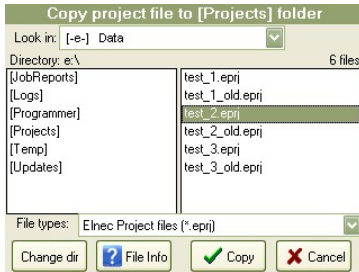 Copy project file to [Projects] folder
Look in: [-e-] Data
Directory: e:\ 6 files
[JobReports] test_1.eprj
[Logs] test_1_old.eprj
[Programmer] test_2.eprj
[Projects] test_2_old.eprj
[Temp] test_3.eprj
[Updates] test_3_old.eprj
File types: Elnec Project files (*.eprj)
Change dir ? File Info Copy Cancel